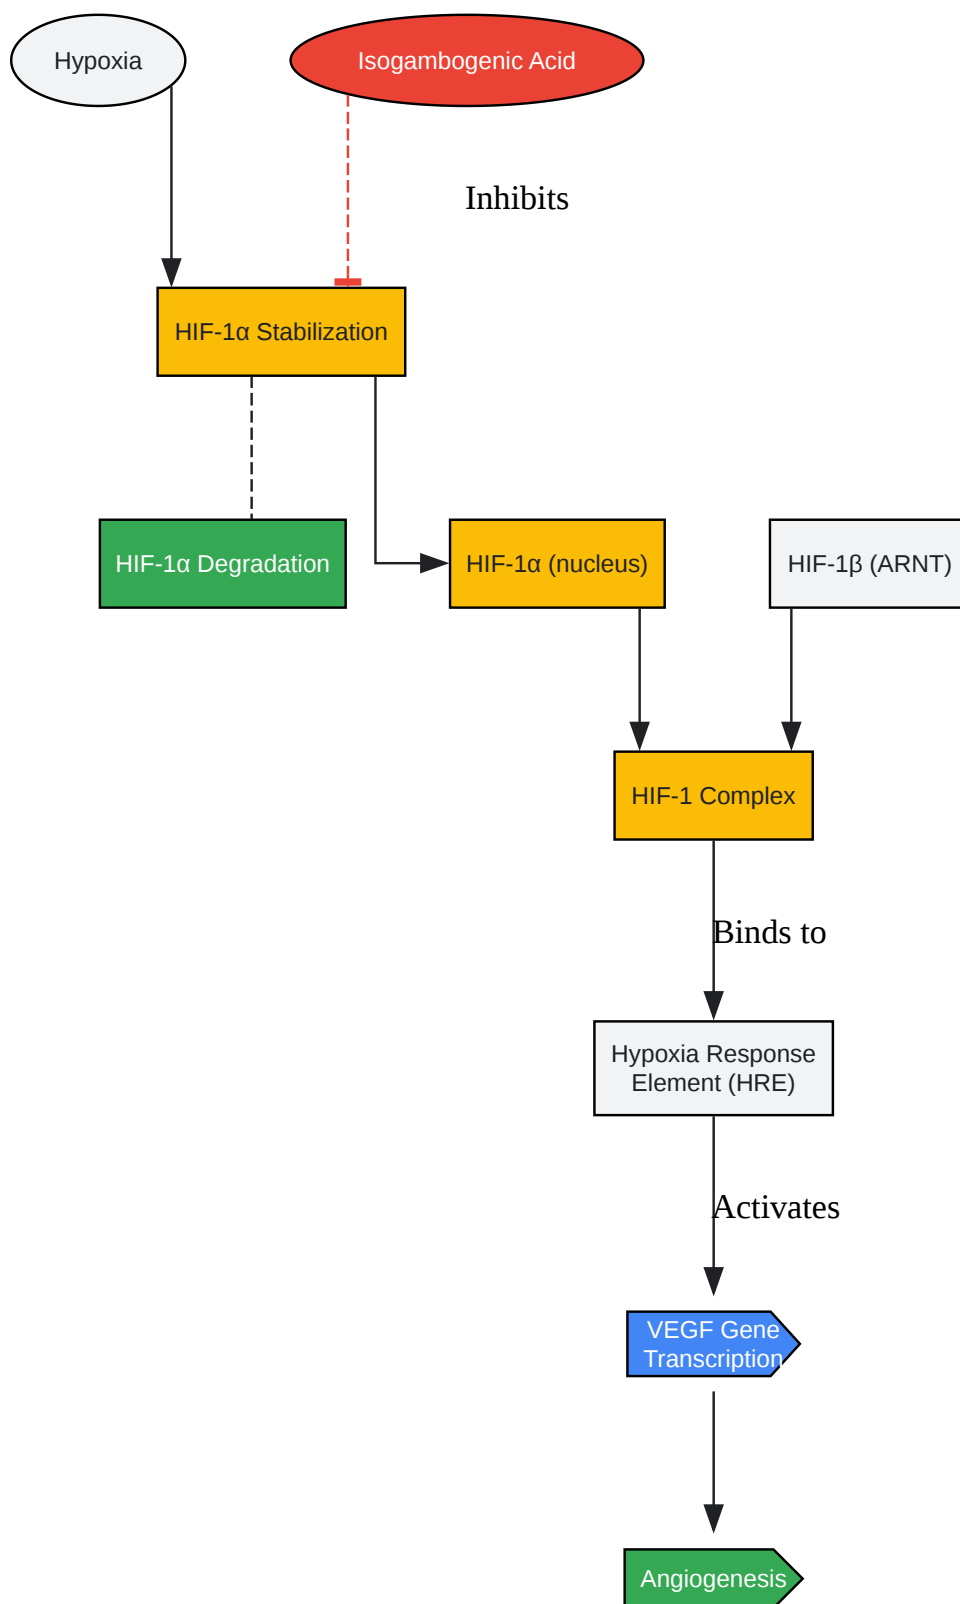 Hypoxia
Isogambogenic Acid
Inhibits
HIF-1α Stabilization
HIF-1α Degradation
HIF-1α (nucleus)
HIF-1β (ARNT)
HIF-1 Complex
Binds to
Hypoxia Response
Element (HRE)
Activates
VEGF Gene
Transcription
Angiogenesis